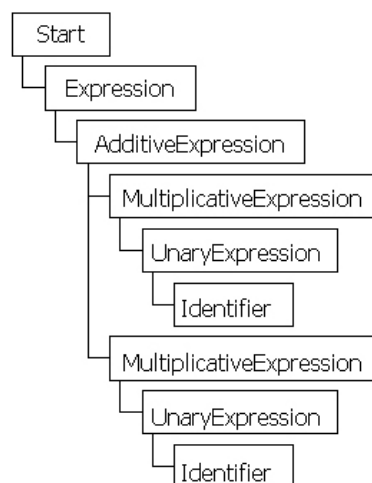 Start
Expression
AdditiveExpression
MultiplicativeExpression
UnaryExpression
Identifier
MultiplicativeExpression
UnaryExpression
Identifier